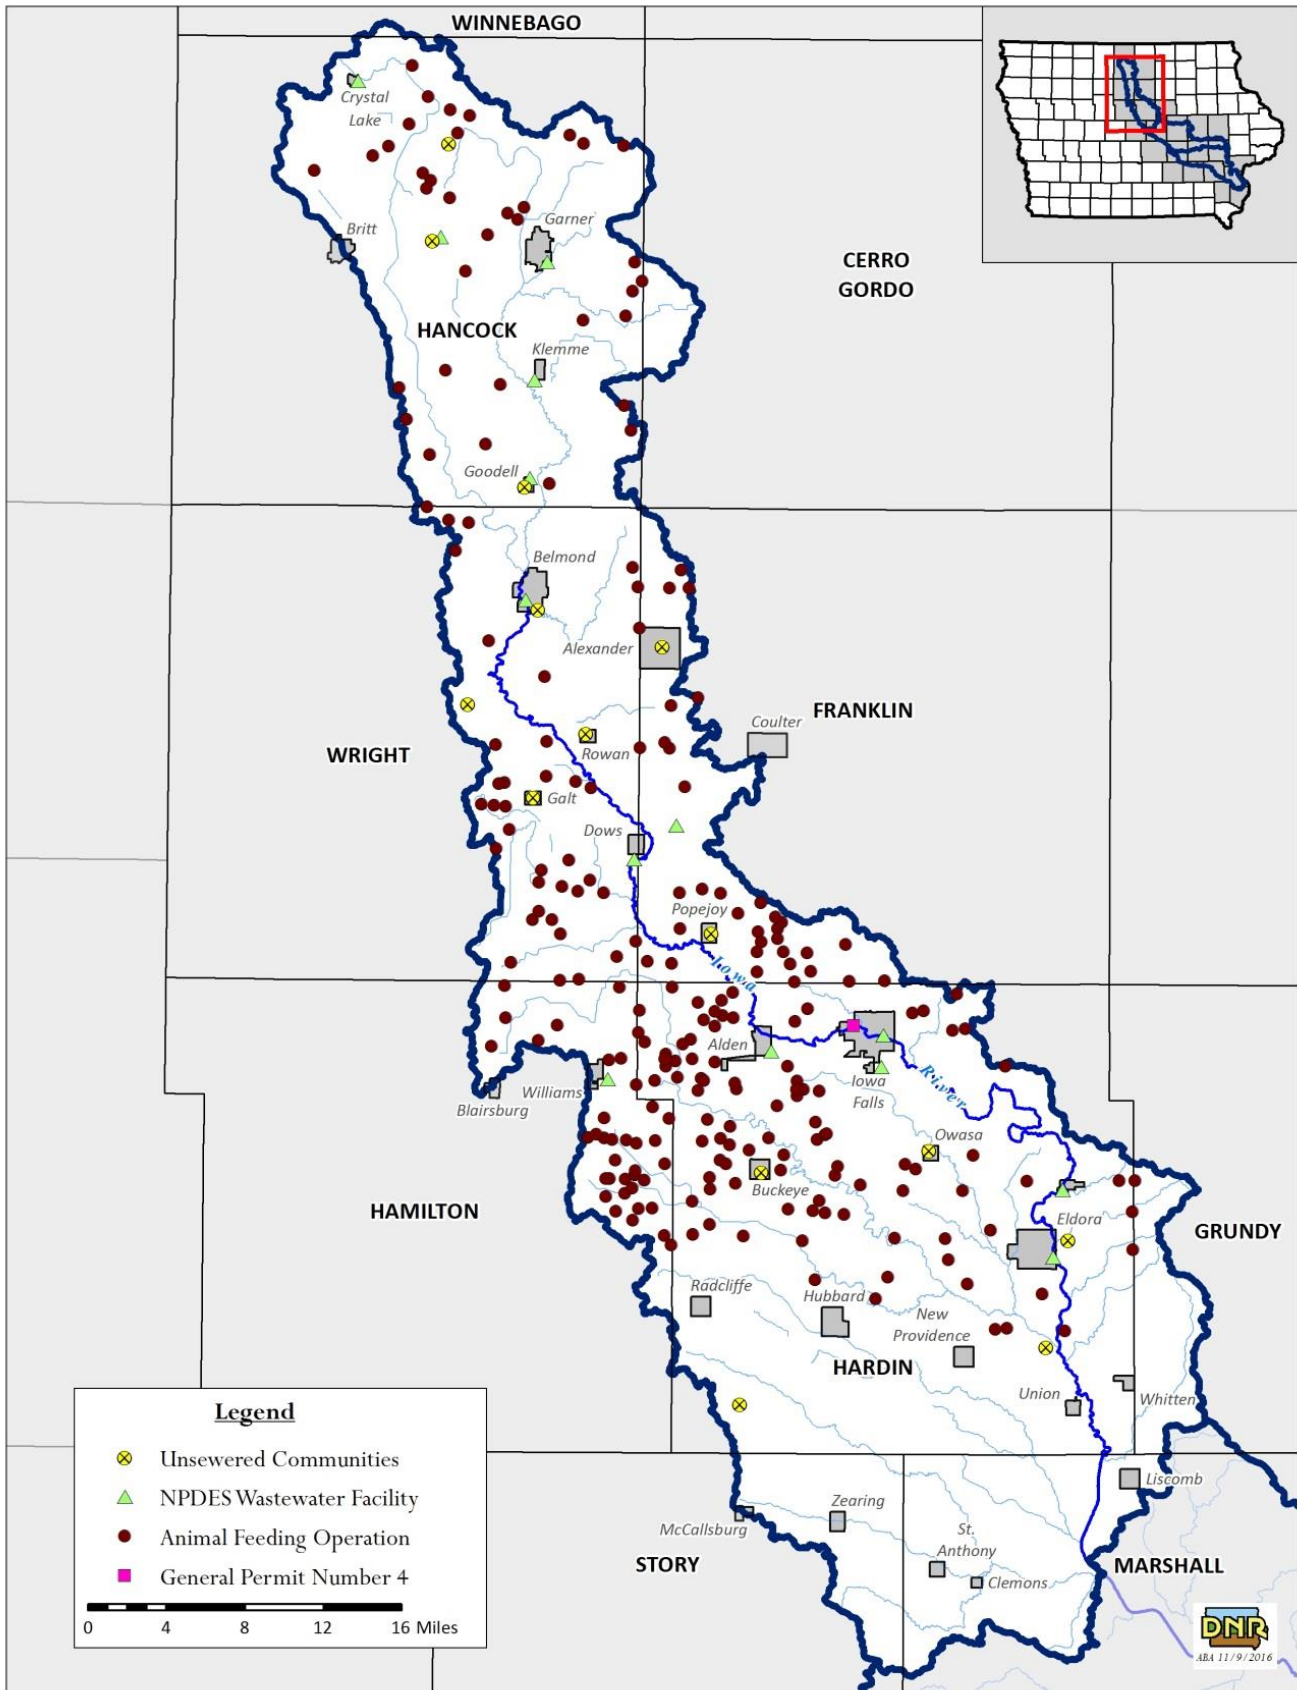 WINNEBAGO
Crystal
Lake
Britt
Garner
CERRO
GORDO
HANCOCK
Klemme
Goodell
Belmond
Alexander
FRANKLIN
Coulter
WRIGHT
Rowan
Galt
Dows
Popejoy
Iowa
Alden
Williams
Blairsburg
Iowa
Falls
River
Owasa
Buckeye
HAMILTON
Eldora
GRUNDY
Radcliffe
Hubbard
New
Providence
HARDIN
Union
Whitten
Legend
Unsewered Communities
NPDES Wastewater Facility
Animal Feeding Operation
General Permit Number 4
0 4 8 12 16 Miles
Liscomb
McCallsburg
Zearing
St.
Anthony
Clemons
STORY
MARSHALL
DNR
ABA 11/9/2016